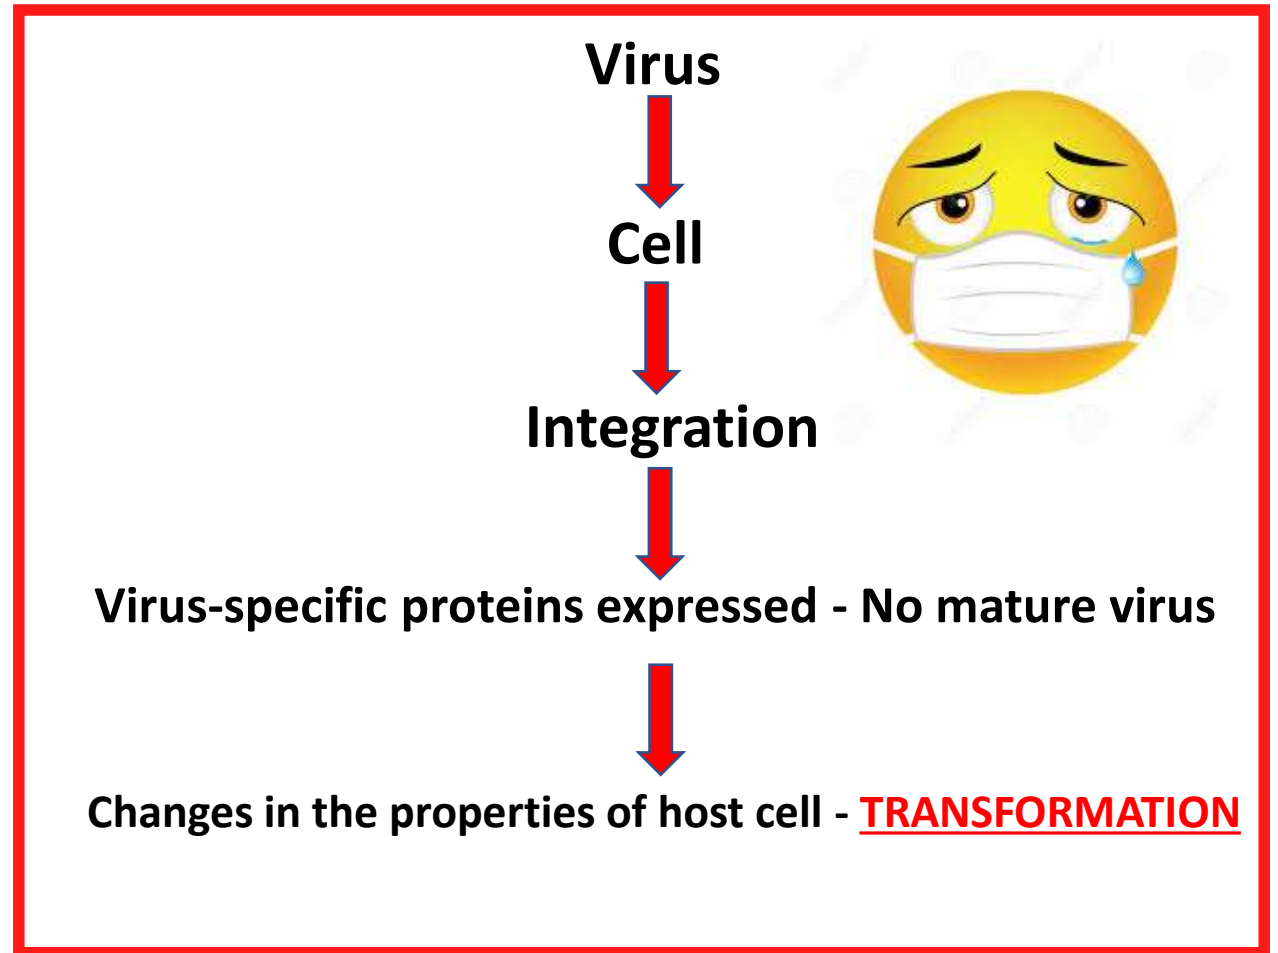 Virus
Cell
Integration
Virus-specific proteins expressed - No mature virus
Changes in the properties of host cell - TRANSFORMATION